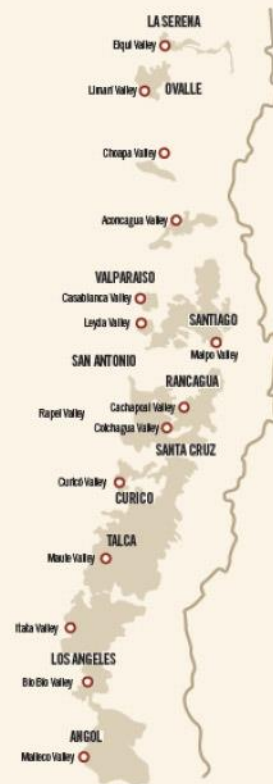 LA SERENA
Elqui Valley
Limarí Valley
OVALLE
Choapa Valley
Aconcagua Valley
VALPARAISO
Casablanca Valley
Leyda Valley
SANTIAGO
Maipo Valley
SAN ANTONIO
RANCAGUA
Cachapoal Valley
Rapel Valley
Colchagua Valley
SANTA CRUZ
Curicó Valley
CURICO
TALCA
Maule Valley
Itata Valley
LOS ANGELES
Bío Bío Valley
ANGOL
Malleco Valley